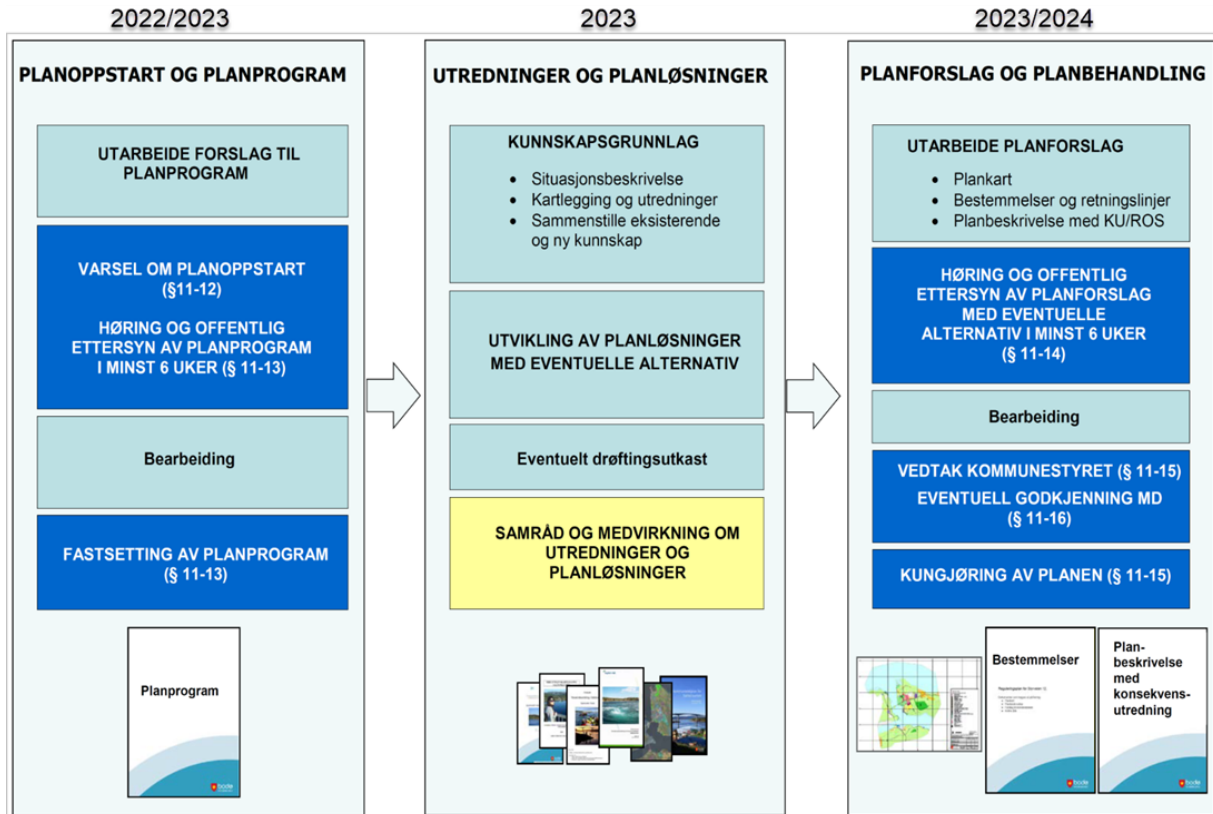 2022/2023
PLANOPPSTART OG PLANPROGRAM
UTARBEIDE FORSLAG TIL
PLANPROGRAM
VARSEL OM PLANOPPSTART
(§11-12)
HØRING OG OFFENTLIG
ETTERSYN AV PLANPROGRAM
I MINST 6 UKER (§ 11-13)
Bearbeiding
FASTSETTING AV PLANPROGRAM
(§ 11-13)
Planprogram
bodø
2023
UTREDNINGER OG PLANLØSNINGER
KUNNSKAPSGRUNNLAG
• Situasjonsbeskrivelse
• Kartlegging og utredninger
• Sammenstille eksisterende
og ny kunnskap
UTVIKLING AV PLANLØSNINGER
MED EVENTUELLE ALTERNATIV
Eventuelt drøftingsutkast
SAMRÅD OG MEDVIRKNING OM
UTREDNINGER OG
PLANLØSNINGER
2023/2024
PLANFORSLAG OG PLANBEHANDLING
UTARBEIDE PLANFORSLAG
• Plankart
• Bestemmelser og retningslinjer
• Planbeskrivelse med KU/ROS
HØRING OG OFFENTLIG
ETTERSYN AV PLANFORSLAG
MED EVENTUELLE
ALTERNATIV I MINST 6 UKER
(§ 11-14)
Bearbeiding
VEDTAK KOMMUNESTYRET (§ 11-15)
EVENTUELL GODKJENNING MD
(§ 11-16)
KUNGJØRING AV PLANEN (§ 11-15)
Bestemmelser
bodø
Plan-
beskrivelse
med
konsekvens-
utredning
bodø